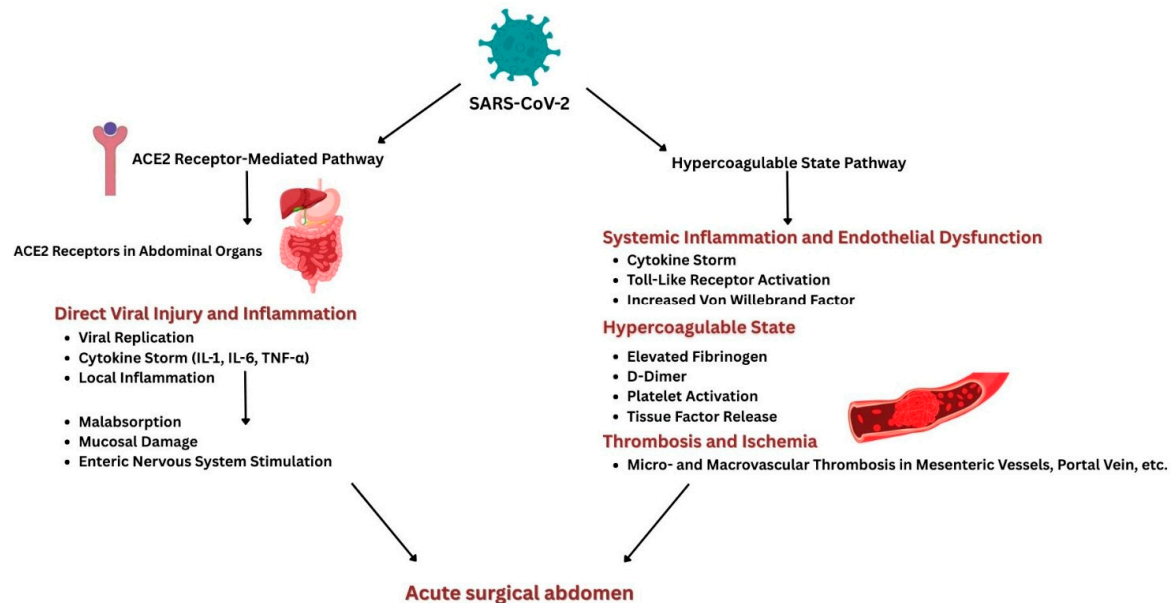 SARS-CoV-2
ACE2 Receptor-Mediated Pathway
ACE2 Receptors in Abdominal Organs
Direct Viral Injury and Inflammation
• Viral Replication
• Cytokine Storm (IL-1, IL-6, TNF-α)
• Local Inflammation
• Malabsorption
• Mucosal Damage
• Enteric Nervous System Stimulation
Hypercoagulable State Pathway
Systemic Inflammation and Endothelial Dysfunction
• Cytokine Storm
• Toll-Like Receptor Activation
• Increased Von Willebrand Factor
Hypercoagulable State
• Elevated Fibrinogen
• D-Dimer
• Platelet Activation
• Tissue Factor Release
Thrombosis and Ischemia
• Micro- and Macrovascular Thrombosis in Mesenteric Vessels, Portal Vein, etc.
Acute surgical abdomen